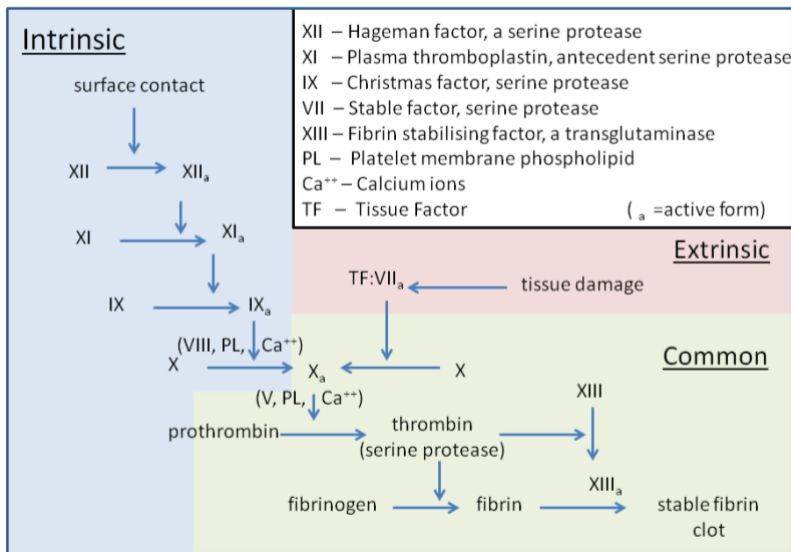 Intrinsic
surface contact
XII
XIIₐ
XI
XIₐ
IX
IXₐ
(VIII, PL, Ca⁺⁺)
X
XII – Hageman factor, a serine protease
XI – Plasma thromboplastin, antecedent serine protease
IX – Christmas factor, serine protease
VII – Stable factor, serine protease
XIII – Fibrin stabilising factor, a transglutaminase
PL – Platelet membrane phospholipid
Ca⁺⁺ – Calcium ions
TF – Tissue Factor ( ₐ =active form)
Extrinsic
TF:VIIₐ
tissue damage
Common
Xₐ
X
(V, PL, Ca⁺⁺)
XIII
prothrombin
thrombin
(serine protease)
XIIIₐ
fibrinogen
fibrin
stable fibrin
clot